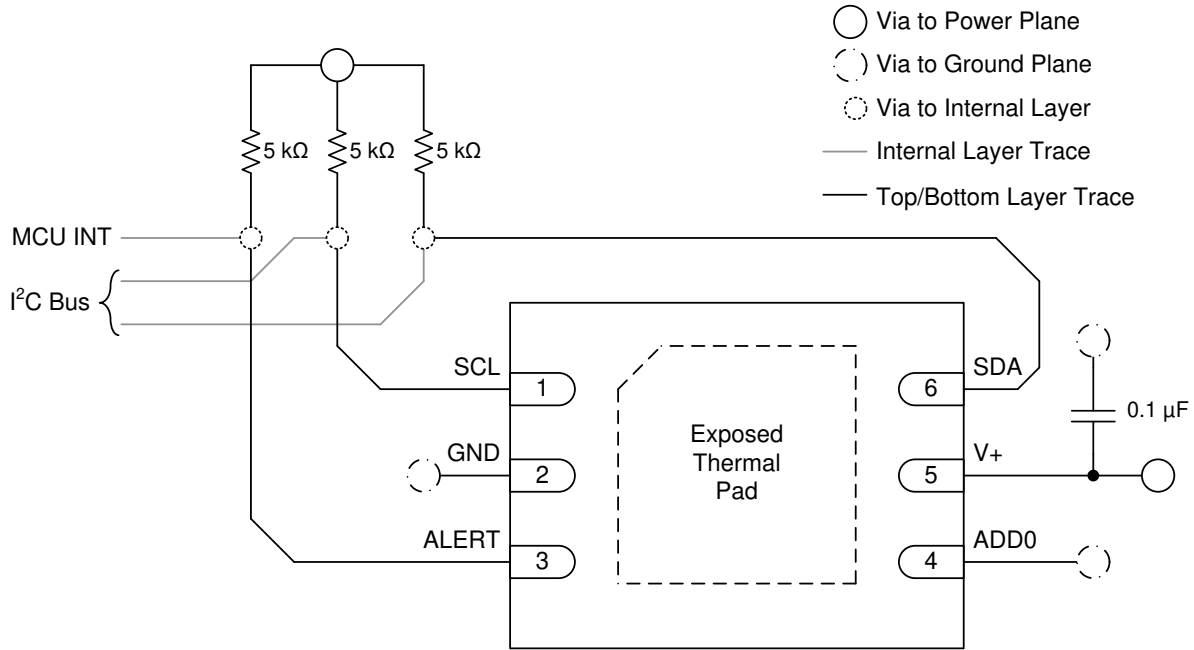 Via to Power Plane
Via to Ground Plane
Via to Internal Layer
Internal Layer Trace
Top/Bottom Layer Trace
5 kΩ 5 kΩ 5 kΩ
MCU INT
I²C Bus
SCL
1
GND
2
ALERT
3
Exposed
Thermal
Pad
SDA
6
V+
5
ADD0
4
0.1 µF